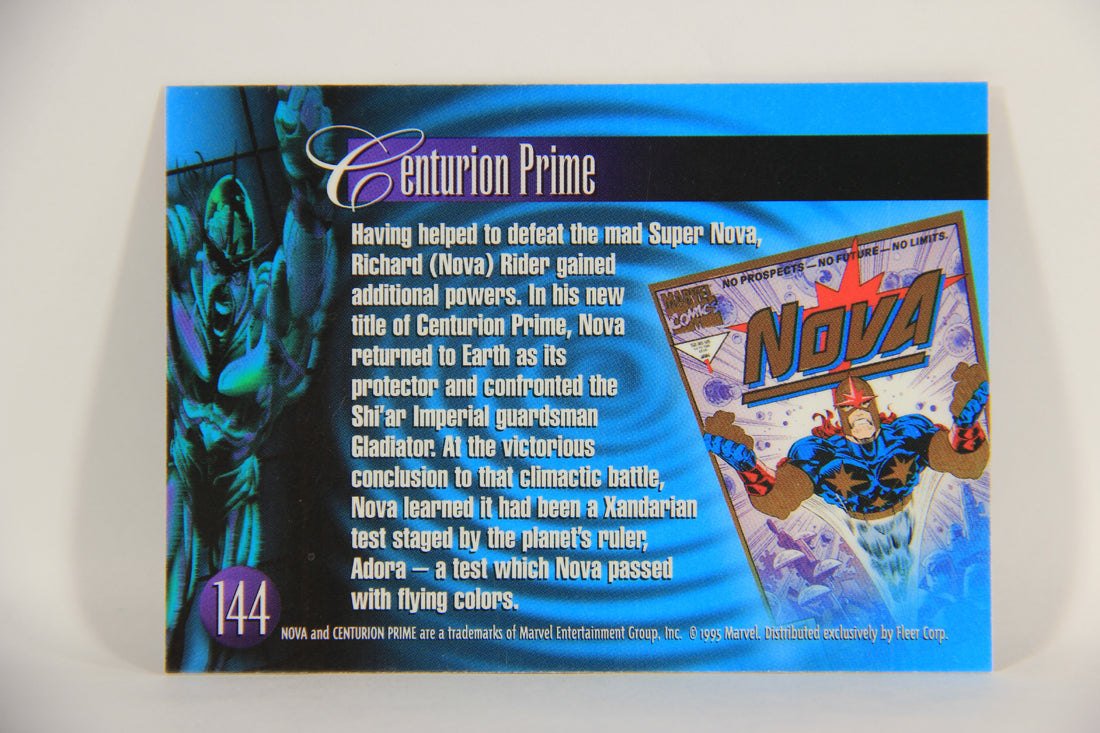 Centurion Prime
Having helped to defeat the mad Super Nova,
Richard (Nova) Rider gained
additional powers. In his new
title of Centurion Prime, Nova
returned to Earth as its
protector and confronted the
Shi'ar Imperial guardsman
Gladiator. At the victorious
conclusion to that climactic battle,
Nova learned it had been a Xandarian
test staged by the planet's ruler,
Adora — a test which Nova passed
with flying colors.
NO PROSPECTS—NO FUTURE—NO LIMITS.
MARVEL
COMICS
NOVA
144
NOVA and CENTURION PRIME are a trademarks of Marvel Entertainment Group, Inc. © 1995 Marvel. Distributed exclusively by Fleer Corp.